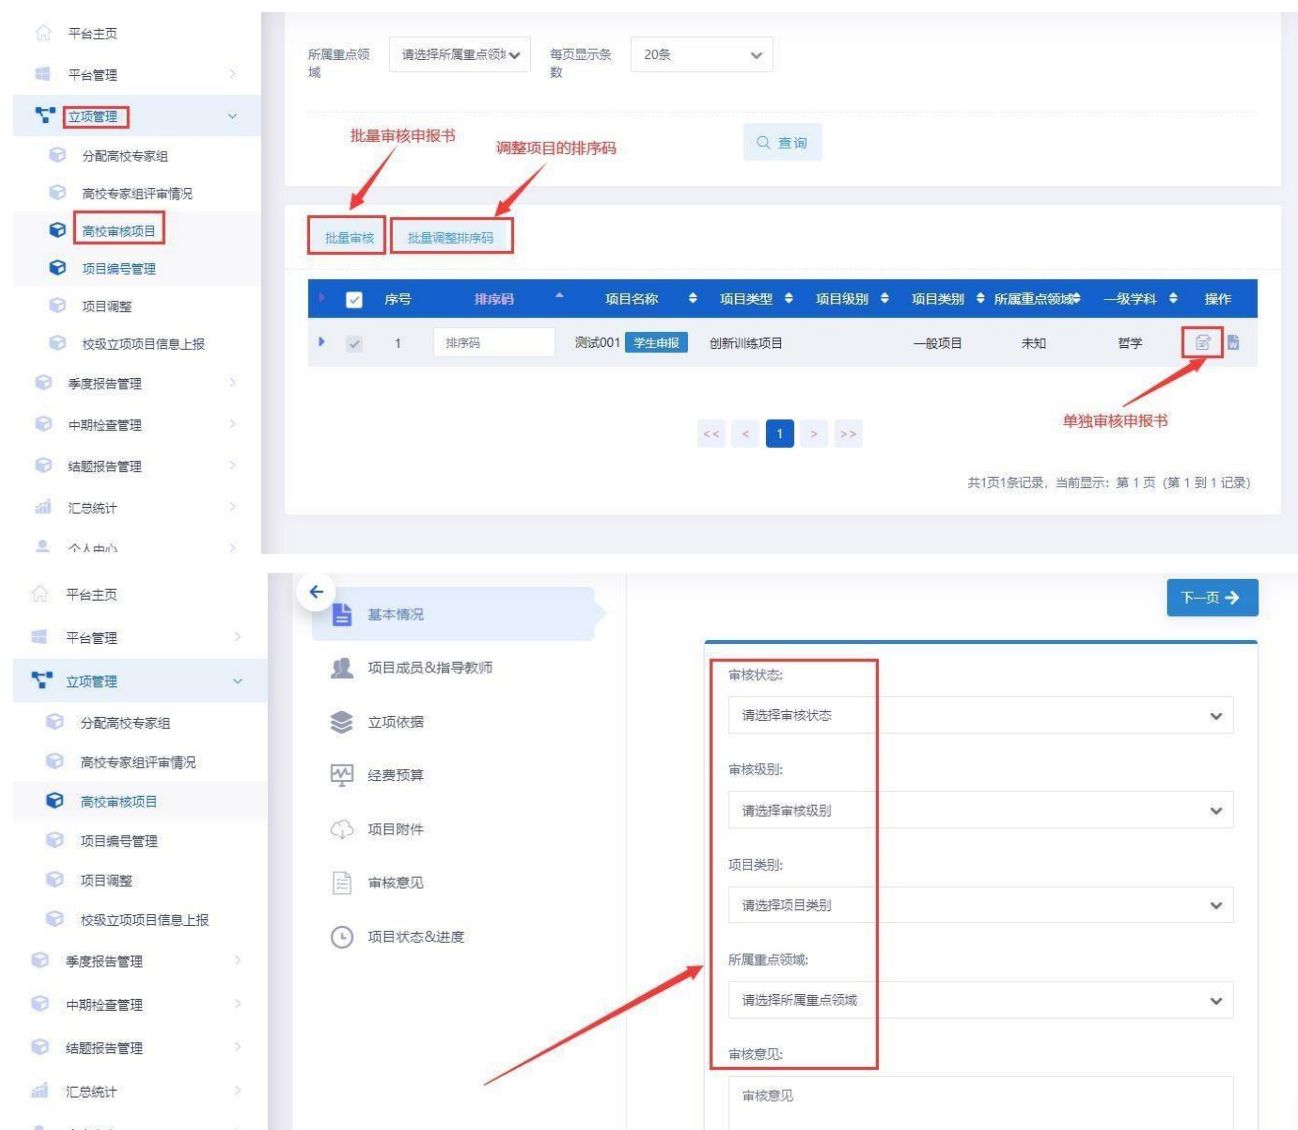 平台主页
平台管理
立项管理
分配高校专家组
高校专家组评审情况
高校审核项目
项目编号管理
项目调整
校级立项项目信息上报
季度报告管理
中期检查管理
结题报告管理
汇总统计
个人中心
所属重点领域
请选择所属重点领域
每页显示条数
20条
批量审核申报书
调整项目的排序码
查询
批量审核
批量调整排序码
序号 排序码 项目名称 项目类型 项目级别 项目类别 所属重点领域 一级学科 操作
1 排序码 测试001 学生申报 创新训练项目 一般项目 未知 哲学
单独审核申报书
<< < 1 > >>
共1页1条记录，当前显示：第 1 页 (第 1 到 1 记录)
平台主页
平台管理
立项管理
分配高校专家组
高校专家组评审情况
高校审核项目
项目编号管理
项目调整
校级立项项目信息上报
季度报告管理
中期检查管理
结题报告管理
汇总统计
基本情况
项目成员&指导教师
立项依据
经费预算
项目附件
审核意见
项目状态&进度
下一页
审核状态:
请选择审核状态
审核级别:
请选择审核级别
项目类别:
请选择项目类别
所属重点领域:
请选择所属重点领域
审核意见:
审核意见